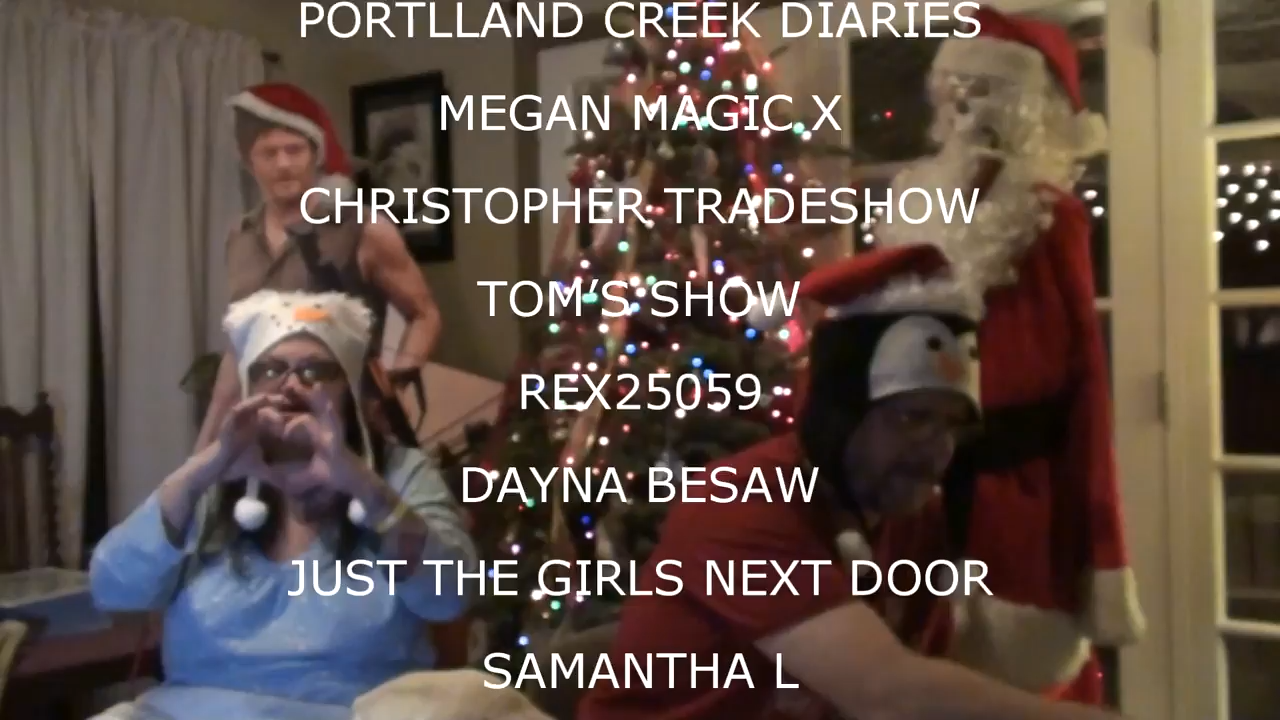 PORTLLAND CREEK DIARIES
MEGAN MAGIC X
CHRISTOPHER TRADESHOW
TOM’S SHOW
REX25059
DAYNA BESAW
JUST THE GIRLS NEXT DOOR
SAMANTHA L